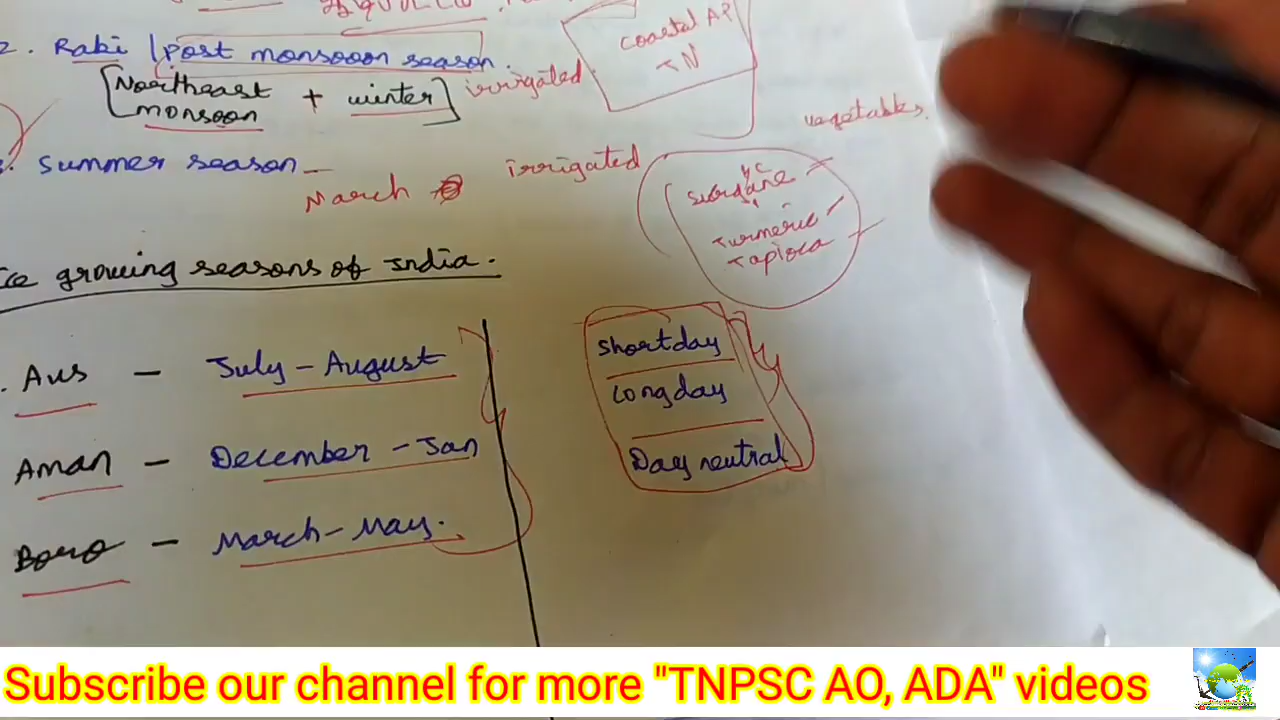 2. Rabi / Post monsoon season.
[Northeast monsoon + winter] irrigated
coastal AP
TN
vegetables
3. Summer season -
March
irrigated
Turmeric
Tapioca
growing seasons of India.
Aus - July - August
Aman - December - Jan
Boro - March - May.
Shortday
Longday
Day neutral
Subscribe our channel for more "TNPSC AO, ADA" videos